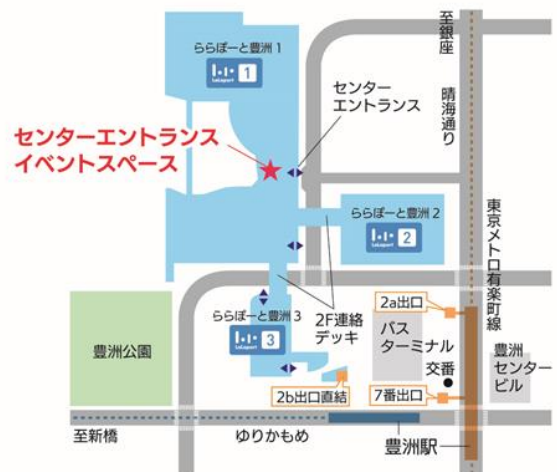 ららぽーと豊洲 1
LaLaport
1
至銀座
晴海通り
センター
エントランス
センターエントランス
イベントスペース
ららぽーと豊洲 2
LaLaport
2
東京メトロ有楽町線
ららぽーと豊洲 3
LaLaport
3
2F連絡
デッキ
2a出口
バス
ターミナル
交番
豊洲
センター
ビル
豊洲公園
2b出口直結
7番出口
至新橋
ゆりかもめ
豊洲駅